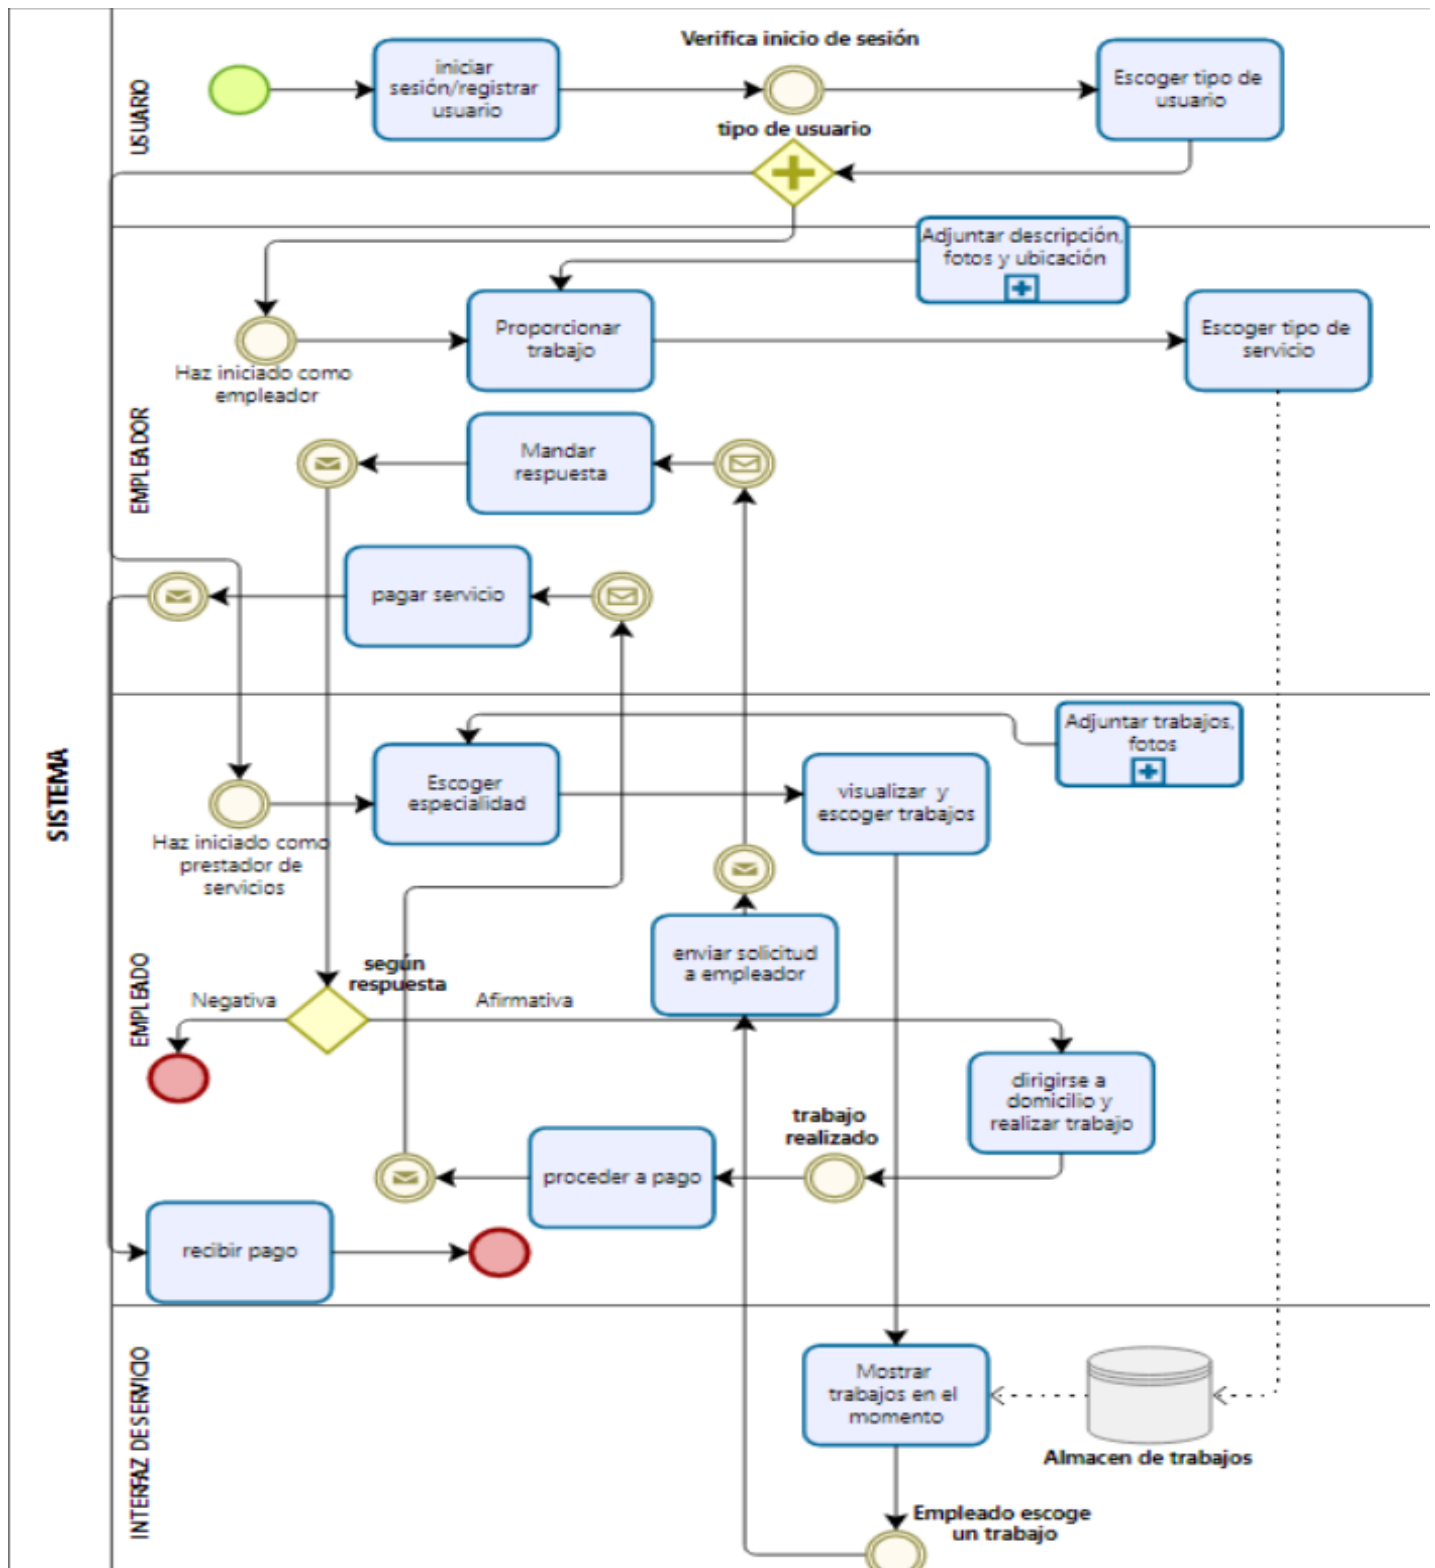 SISTEMA
USUARIO
iniciar
sesión/registrar
usuario
Verifica inicio de sesión
Escoger tipo de
usuario
tipo de usuario
EMPLEADOR
Adjuntar descripción,
fotos y ubicación
Haz iniciado como
empleador
Proporcionar
trabajo
Escoger tipo de
servicio
Mandar
respuesta
pagar servicio
EMPLEADO
Adjuntar trabajos,
fotos
Haz iniciado como
prestador de
servicios
Escoger
especialidad
visualizar y
escoger trabajos
enviar solicitud
a empleador
según
respuesta
Negativa
Afirmativa
dirigirse a
domicilio y
realizar trabajo
trabajo
realizado
proceder a pago
recibir pago
INTERFAZ DE SERVICIO
Mostrar
trabajos en el
momento
Almacen de trabajos
Empleado escoge
un trabajo